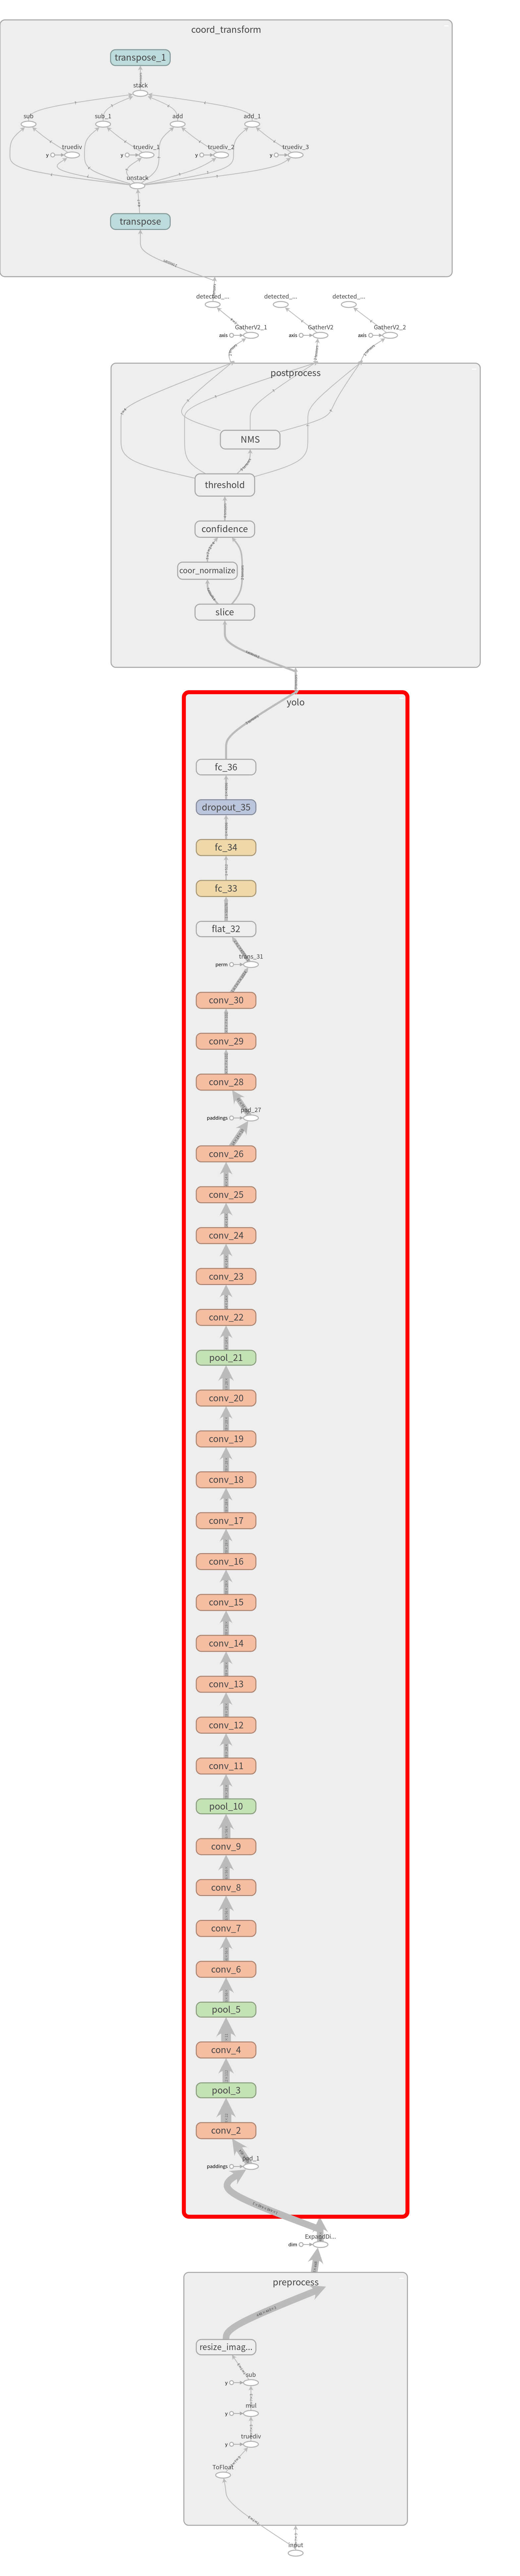 coord_transform
transpose_1
stack
sub sub_1 add add_1
y truediv y truediv_1 y truediv_2 y truediv_3
unstack
transpose
detected_... detected_... detected_...
axis GatherV2_1 axis GatherV2 axis GatherV2_2
postprocess
NMS
threshold
confidence
coor_normalize
slice
yolo
fc_36
dropout_35
fc_34
fc_33
flat_32
perm trans_31
conv_30
conv_29
conv_28
paddings pad_27
conv_26
conv_25
conv_24
conv_23
conv_22
pool_21
conv_20
conv_19
conv_18
conv_17
conv_16
conv_15
conv_14
conv_13
conv_12
conv_11
pool_10
conv_9
conv_8
conv_7
conv_6
pool_5
conv_4
pool_3
conv_2
paddings pad_1
dim ExpandDi...
preprocess
resize_imag...
y sub
y mul
y truediv
ToFloat
input